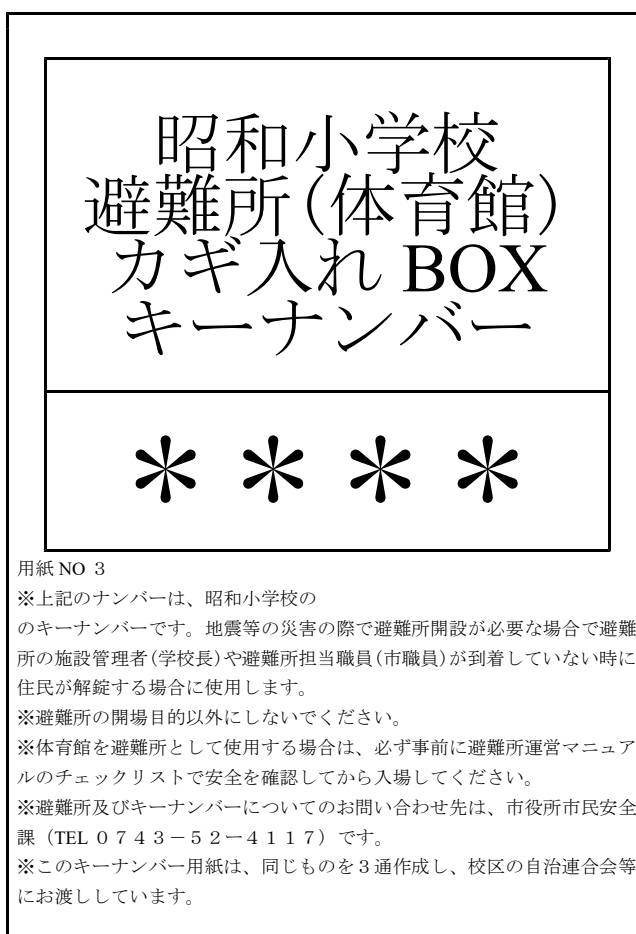 昭和小学校
避難所(体育館)
カギ入れ BOX
キーナンバー
＊＊＊＊
用紙 NO ３
※上記のナンバーは、昭和小学校の
のキーナンバーです。地震等の災害の際で避難所開設が必要な場合で避難
所の施設管理者(学校長)や避難所担当職員(市職員)が到着していない時に
住民が解錠する場合に使用します。
※避難所の開場目的以外にしないでください。
※体育館を避難所として使用する場合は、必ず事前に避難所運営マニュア
ルのチェックリストで安全を確認してから入場してください。
※避難所及びキーナンバーについてのお問い合わせ先は、市役所市民安全
課（TEL ０７４３－５２ー４１１７）です。
※このキーナンバー用紙は、同じものを３通作成し、校区の自治連合会等
にお渡ししています。